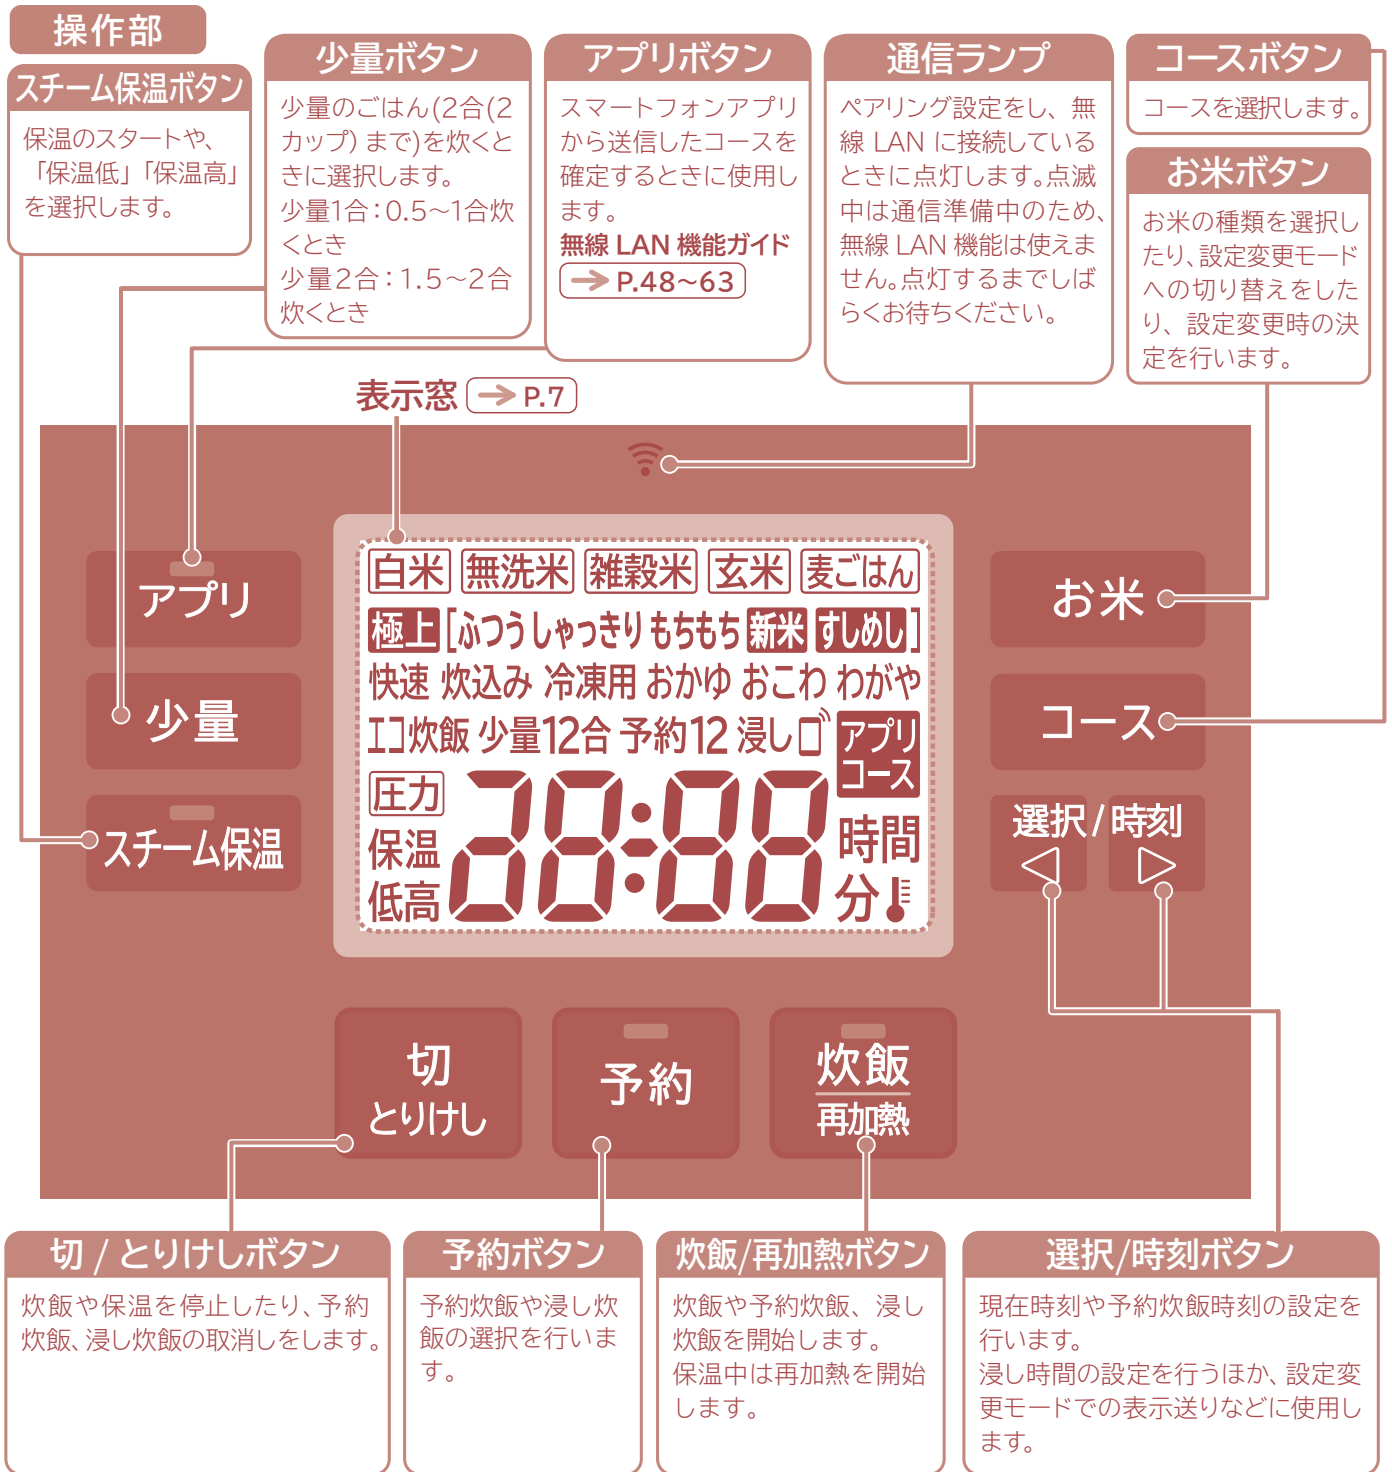 操作部
スチーム保温ボタン
保温のスタートや、
「保温低」「保温高」
を選択します。
少量ボタン
少量のごはん(2合(2
カップ) まで)を炊くと
きに選択します。
少量1合：0.5～1合炊
くとき
少量2合：1.5～2合
炊くとき
アプリボタン
スマートフォンアプリ
から送信したコースを
確定するときに使用し
ます。
無線 LAN 機能ガイド
→ P.48～63
通信ランプ
ペアリング設定をし、無
線 LAN に接続している
ときに点灯します。点滅
中は通信準備中のため、
無線 LAN 機能は使えま
せん。点灯するまでしば
らくお待ちください。
コースボタン
コースを選択します。
お米ボタン
お米の種類を選択し
たり、設定変更モード
への切り替えをした
り、設定変更時の決
定を行います。
表示窓 → P.7
アプリ
少量
スチーム保温
白米 無洗米 雑穀米 玄米 麦ごはん
極上 [ふつう しゃっきり もちもち 新米 すしめし]
快速 炊込み 冷凍用 おかゆ おこわ わがや
エコ炊飯 少量12合 予約12 浸し アプリ
コース
圧力
保温
低高
28:88
時間
分
お米
コース
選択/時刻
切
とりけし
予約
炊飯
再加熱
切 / とりけしボタン
炊飯や保温を停止したり、予約
炊飯、浸し炊飯の取消しをします。
予約ボタン
予約炊飯や浸し炊
飯の選択を行いま
す。
炊飯/再加熱ボタン
炊飯や予約炊飯、浸し
炊飯を開始します。
保温中は再加熱を開始
します。
選択/時刻ボタン
現在時刻や予約炊飯時刻の設定を
行います。
浸し時間の設定を行うほか、設定変
更モードでの表示送りなどに使用し
ます。